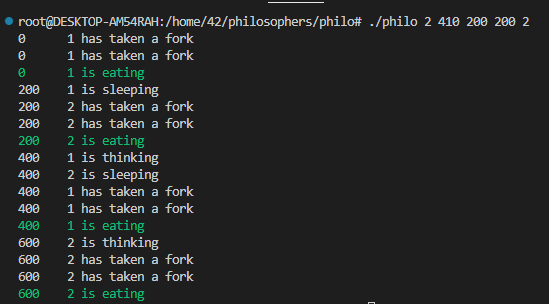 root@DESKTOP-AM54RAH:/home/42/philosophers/philo# ./philo 2 410 200 200 2
0 1 has taken a fork
0 1 has taken a fork
0 1 is eating
200 1 is sleeping
200 2 has taken a fork
200 2 has taken a fork
200 2 is eating
400 1 is thinking
400 2 is sleeping
400 1 has taken a fork
400 1 has taken a fork
400 1 is eating
600 2 is thinking
600 2 has taken a fork
600 2 has taken a fork
600 2 is eating